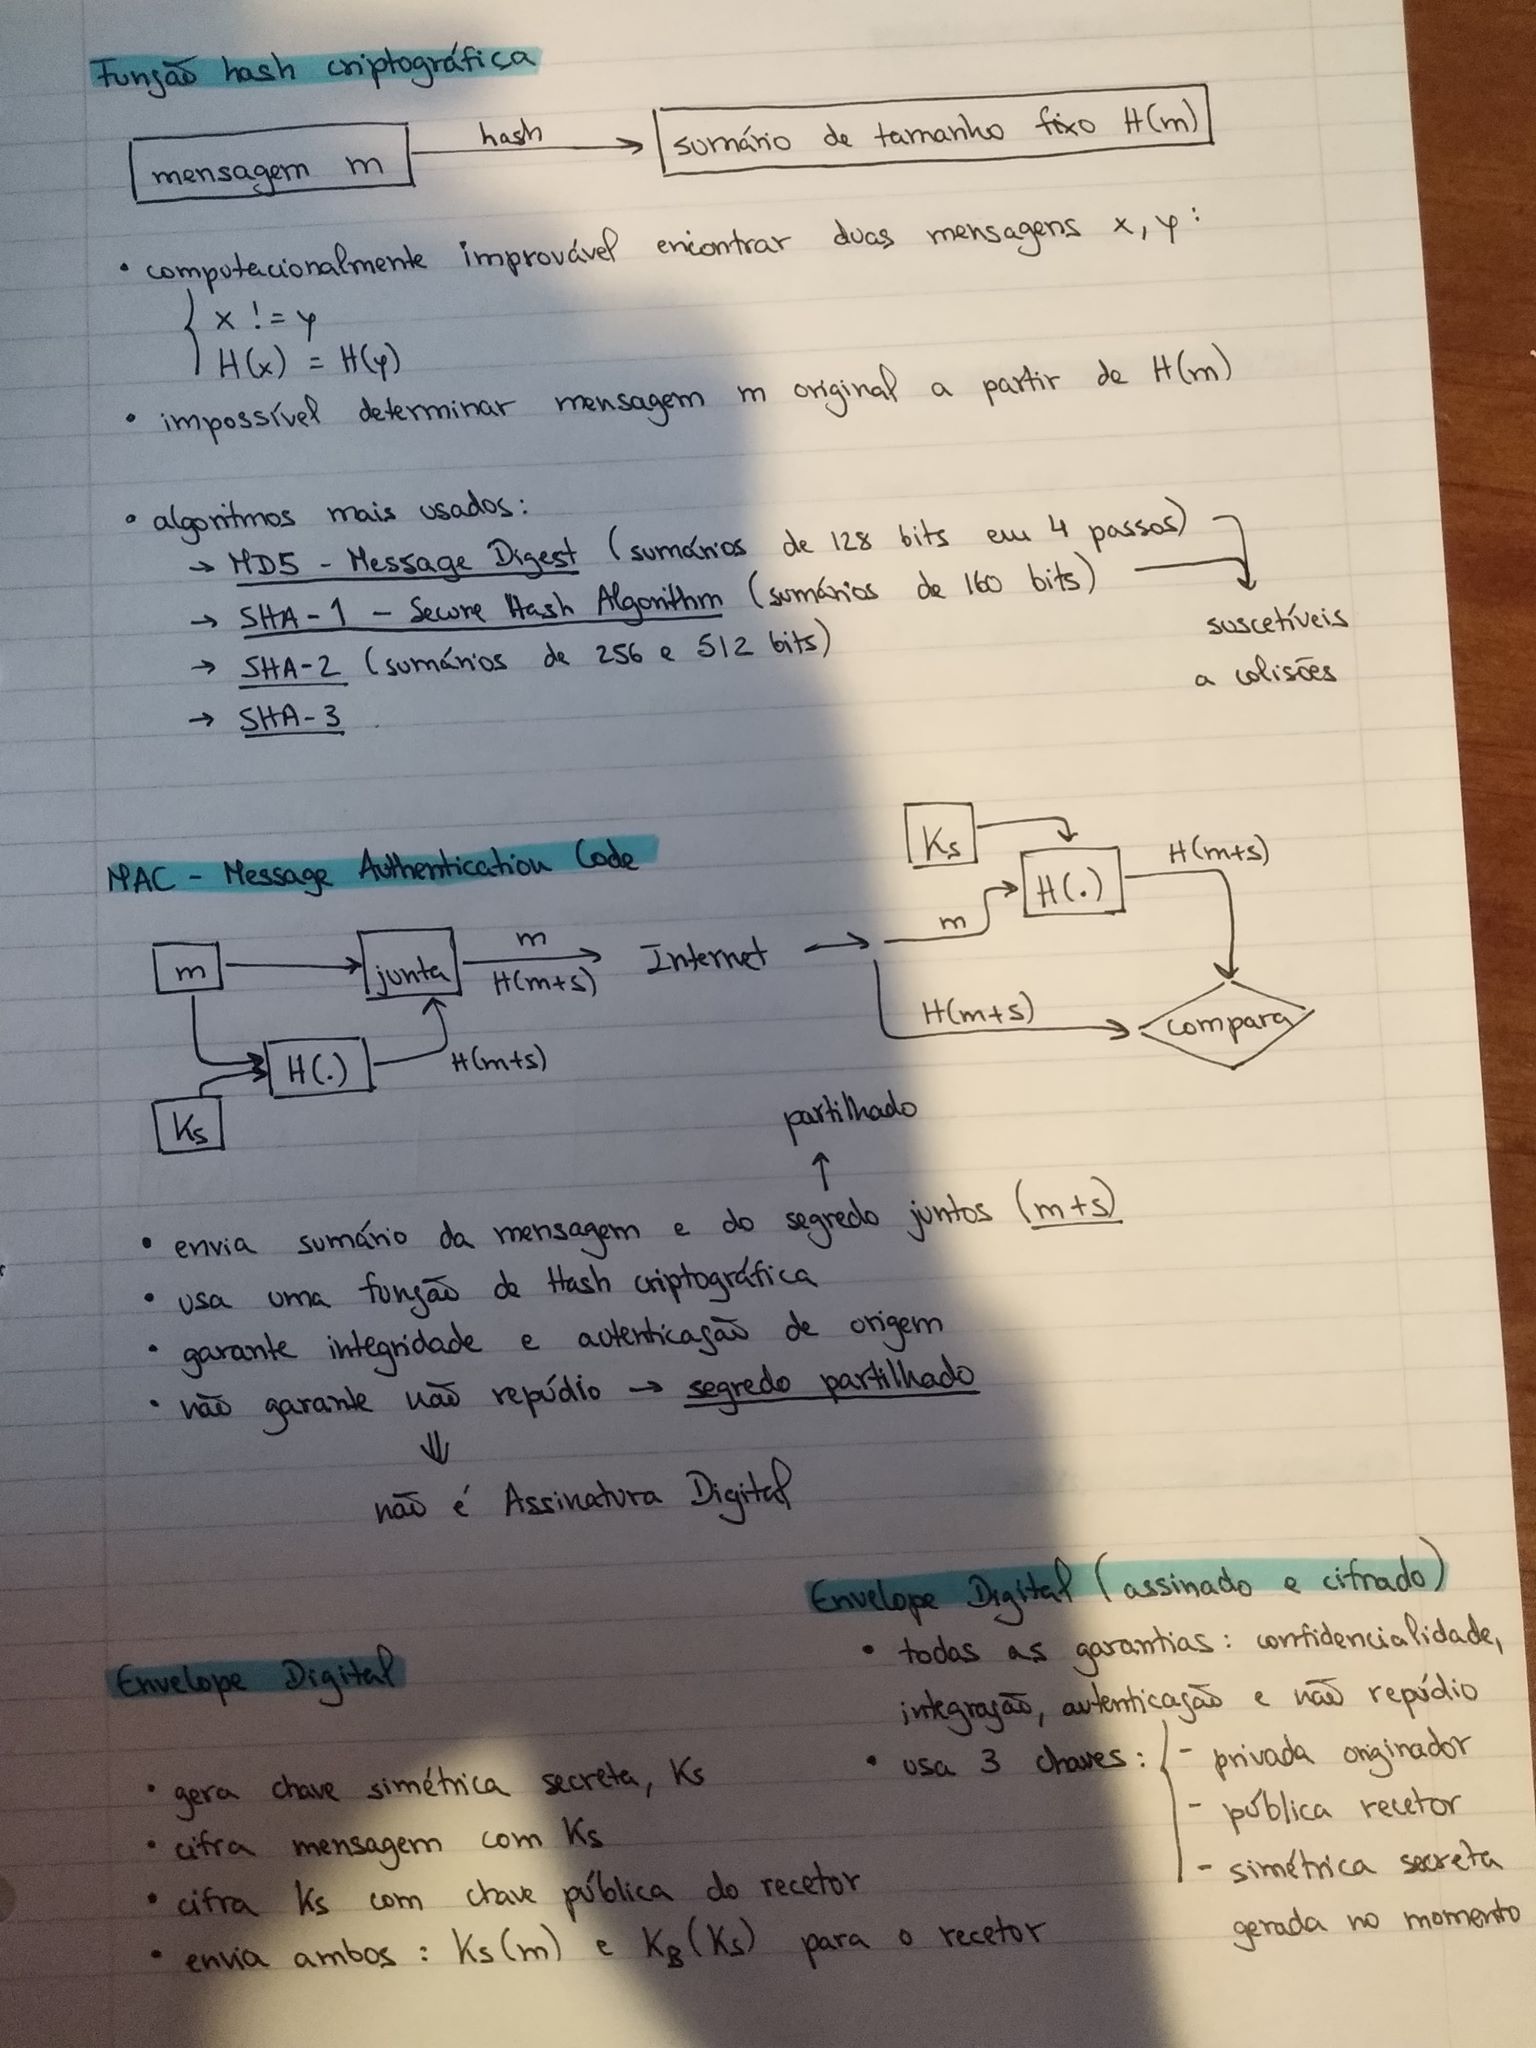 Função hash criptográfica
mensagem m
hash
sumário de tamanho fixo H(m)
• computacionalmente improvável encontrar duas mensagens x, y:
x != y
H(x) = H(y)
• impossível determinar mensagem m original a partir de H(m)
• algoritmos mais usados:
→ MD5 - Message Digest (sumários de 128 bits em 4 passos)
→ SHA-1 - Secure Hash Algorithm (sumários de 160 bits)
suscetíveis
a colisões
→ SHA-2 (sumários de 256 e 512 bits)
→ SHA-3
MAC - Message Authentication Code
m
junta
m
H(m+s)
Internet
H(.)
H(m+s)
Ks
Ks
m
H(.)
H(m+s)
H(m+s)
compara
partilhado
↑
• envia sumário da mensagem e do segredo juntos (m+s)
• usa uma função de Hash criptográfica
• garante integridade e autenticação de origem
• não garante não repúdio → segredo partilhado
⇓
não é Assinatura Digital
Envelope Digital
• gera chave simétrica secreta, Ks
• cifra mensagem com Ks
• cifra Ks com chave pública do recetor
• envia ambos : Ks(m) e KB(Ks) para o recetor
Envelope Digital (assinado e cifrado)
• todas as garantias : confidencialidade,
integração, autenticação e não repúdio
• usa 3 chaves : - privada originador
- pública recetor
- simétrica secreta
gerada no momento